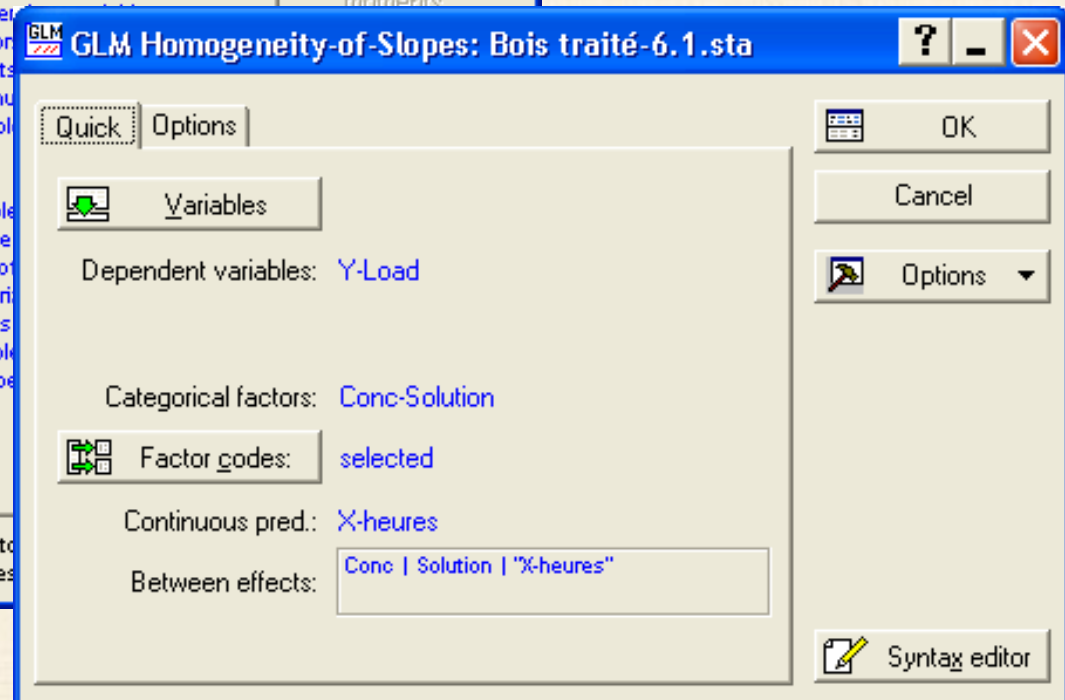 GLM GLM Homogeneity-of-Slopes: Bois traité-6.1.sta
Quick Options
OK
Variables
Cancel
Dependent variables: Y-Load
Options
Categorical factors: Conc-Solution
Factor codes: selected
Continuous pred.: X-heures
Between effects: Conc | Solution | "X-heures"
Syntax editor